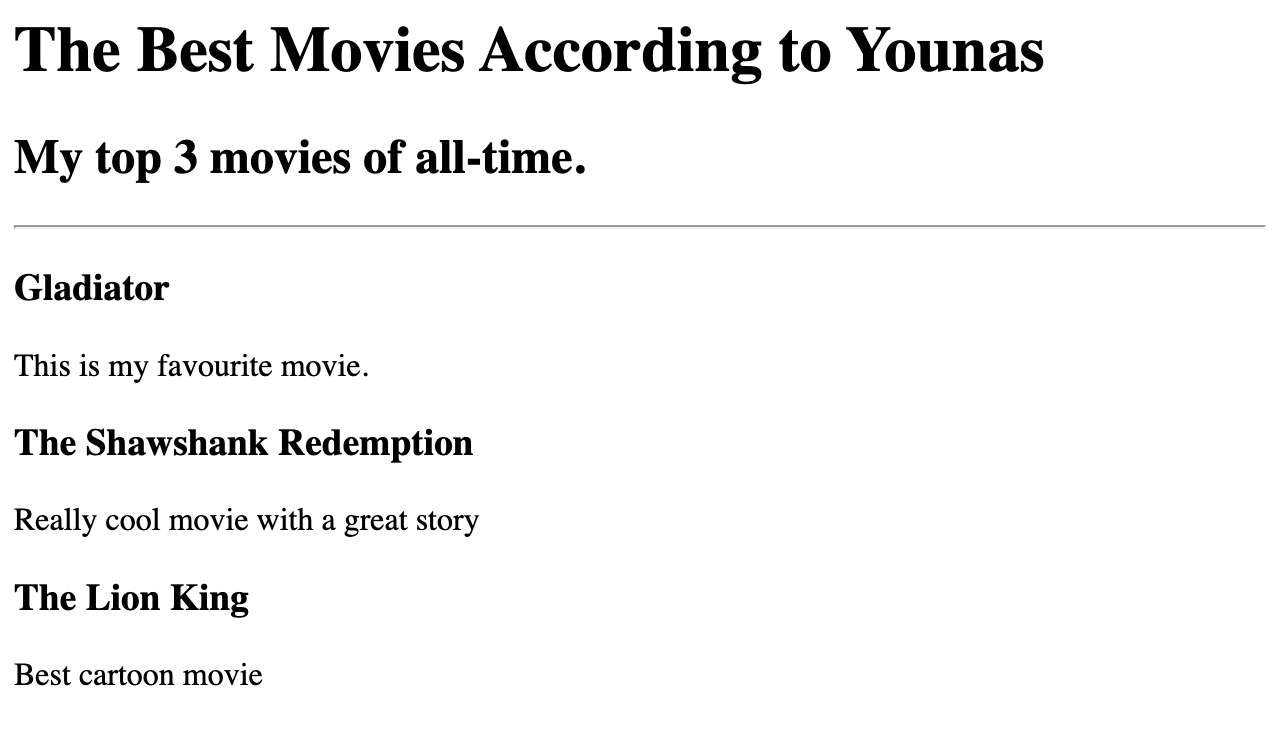 The Best Movies According to Younas
My top 3 movies of all-time.
Gladiator
This is my favourite movie.
The Shawshank Redemption
Really cool movie with a great story
The Lion King
Best cartoon movie